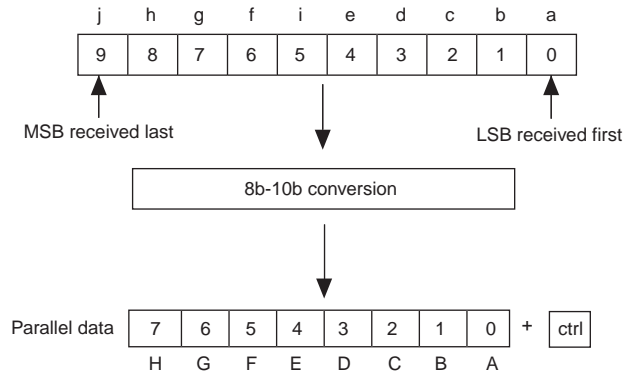 j h g f i e d c b a
9 8 7 6 5 4 3 2 1 0
MSB received last LSB received first
8b-10b conversion
Parallel data 7 6 5 4 3 2 1 0 + ctrl
H G F E D C B A